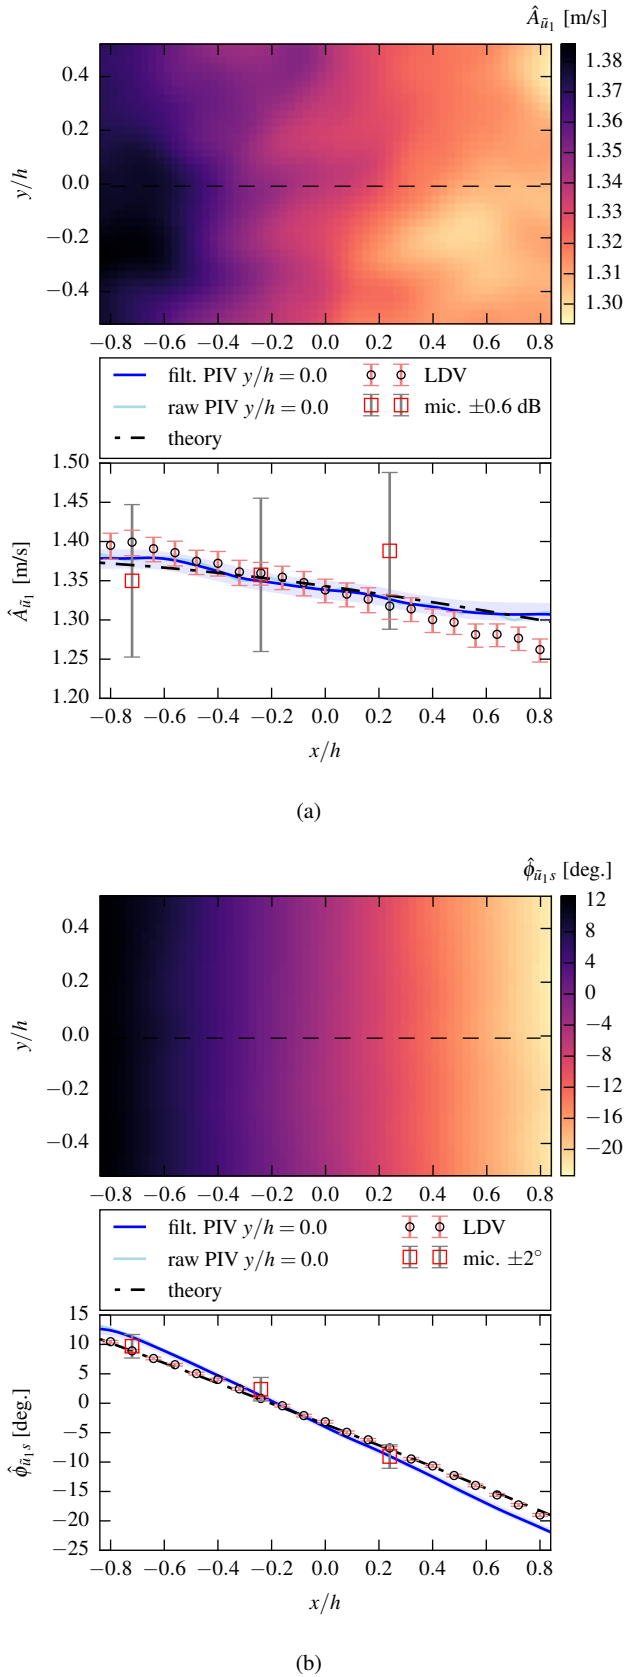 Â_ũ₁ [m/s]
0.4
0.2
0.0
−0.2
−0.4
y/h
1.38
1.37
1.36
1.35
1.34
1.33
1.32
1.31
1.30
−0.8 −0.6 −0.4 −0.2 0.0 0.2 0.4 0.6 0.8
filt. PIV y/h = 0.0 LDV
raw PIV y/h = 0.0 mic. ±0.6 dB
theory
1.50
1.45
1.40
1.35
1.30
1.25
1.20
Â_ũ₁ [m/s]
−0.8 −0.6 −0.4 −0.2 0.0 0.2 0.4 0.6 0.8
x/h
(a)
ϕ̂_ũ₁s [deg.]
0.4
0.2
0.0
−0.2
−0.4
y/h
12
8
4
0
−4
−8
−12
−16
−20
−0.8 −0.6 −0.4 −0.2 0.0 0.2 0.4 0.6 0.8
filt. PIV y/h = 0.0 LDV
raw PIV y/h = 0.0 mic. ±2°
theory
15
10
5
0
−5
−10
−15
−20
−25
ϕ̂_ũ₁s [deg.]
−0.8 −0.6 −0.4 −0.2 0.0 0.2 0.4 0.6 0.8
x/h
(b)